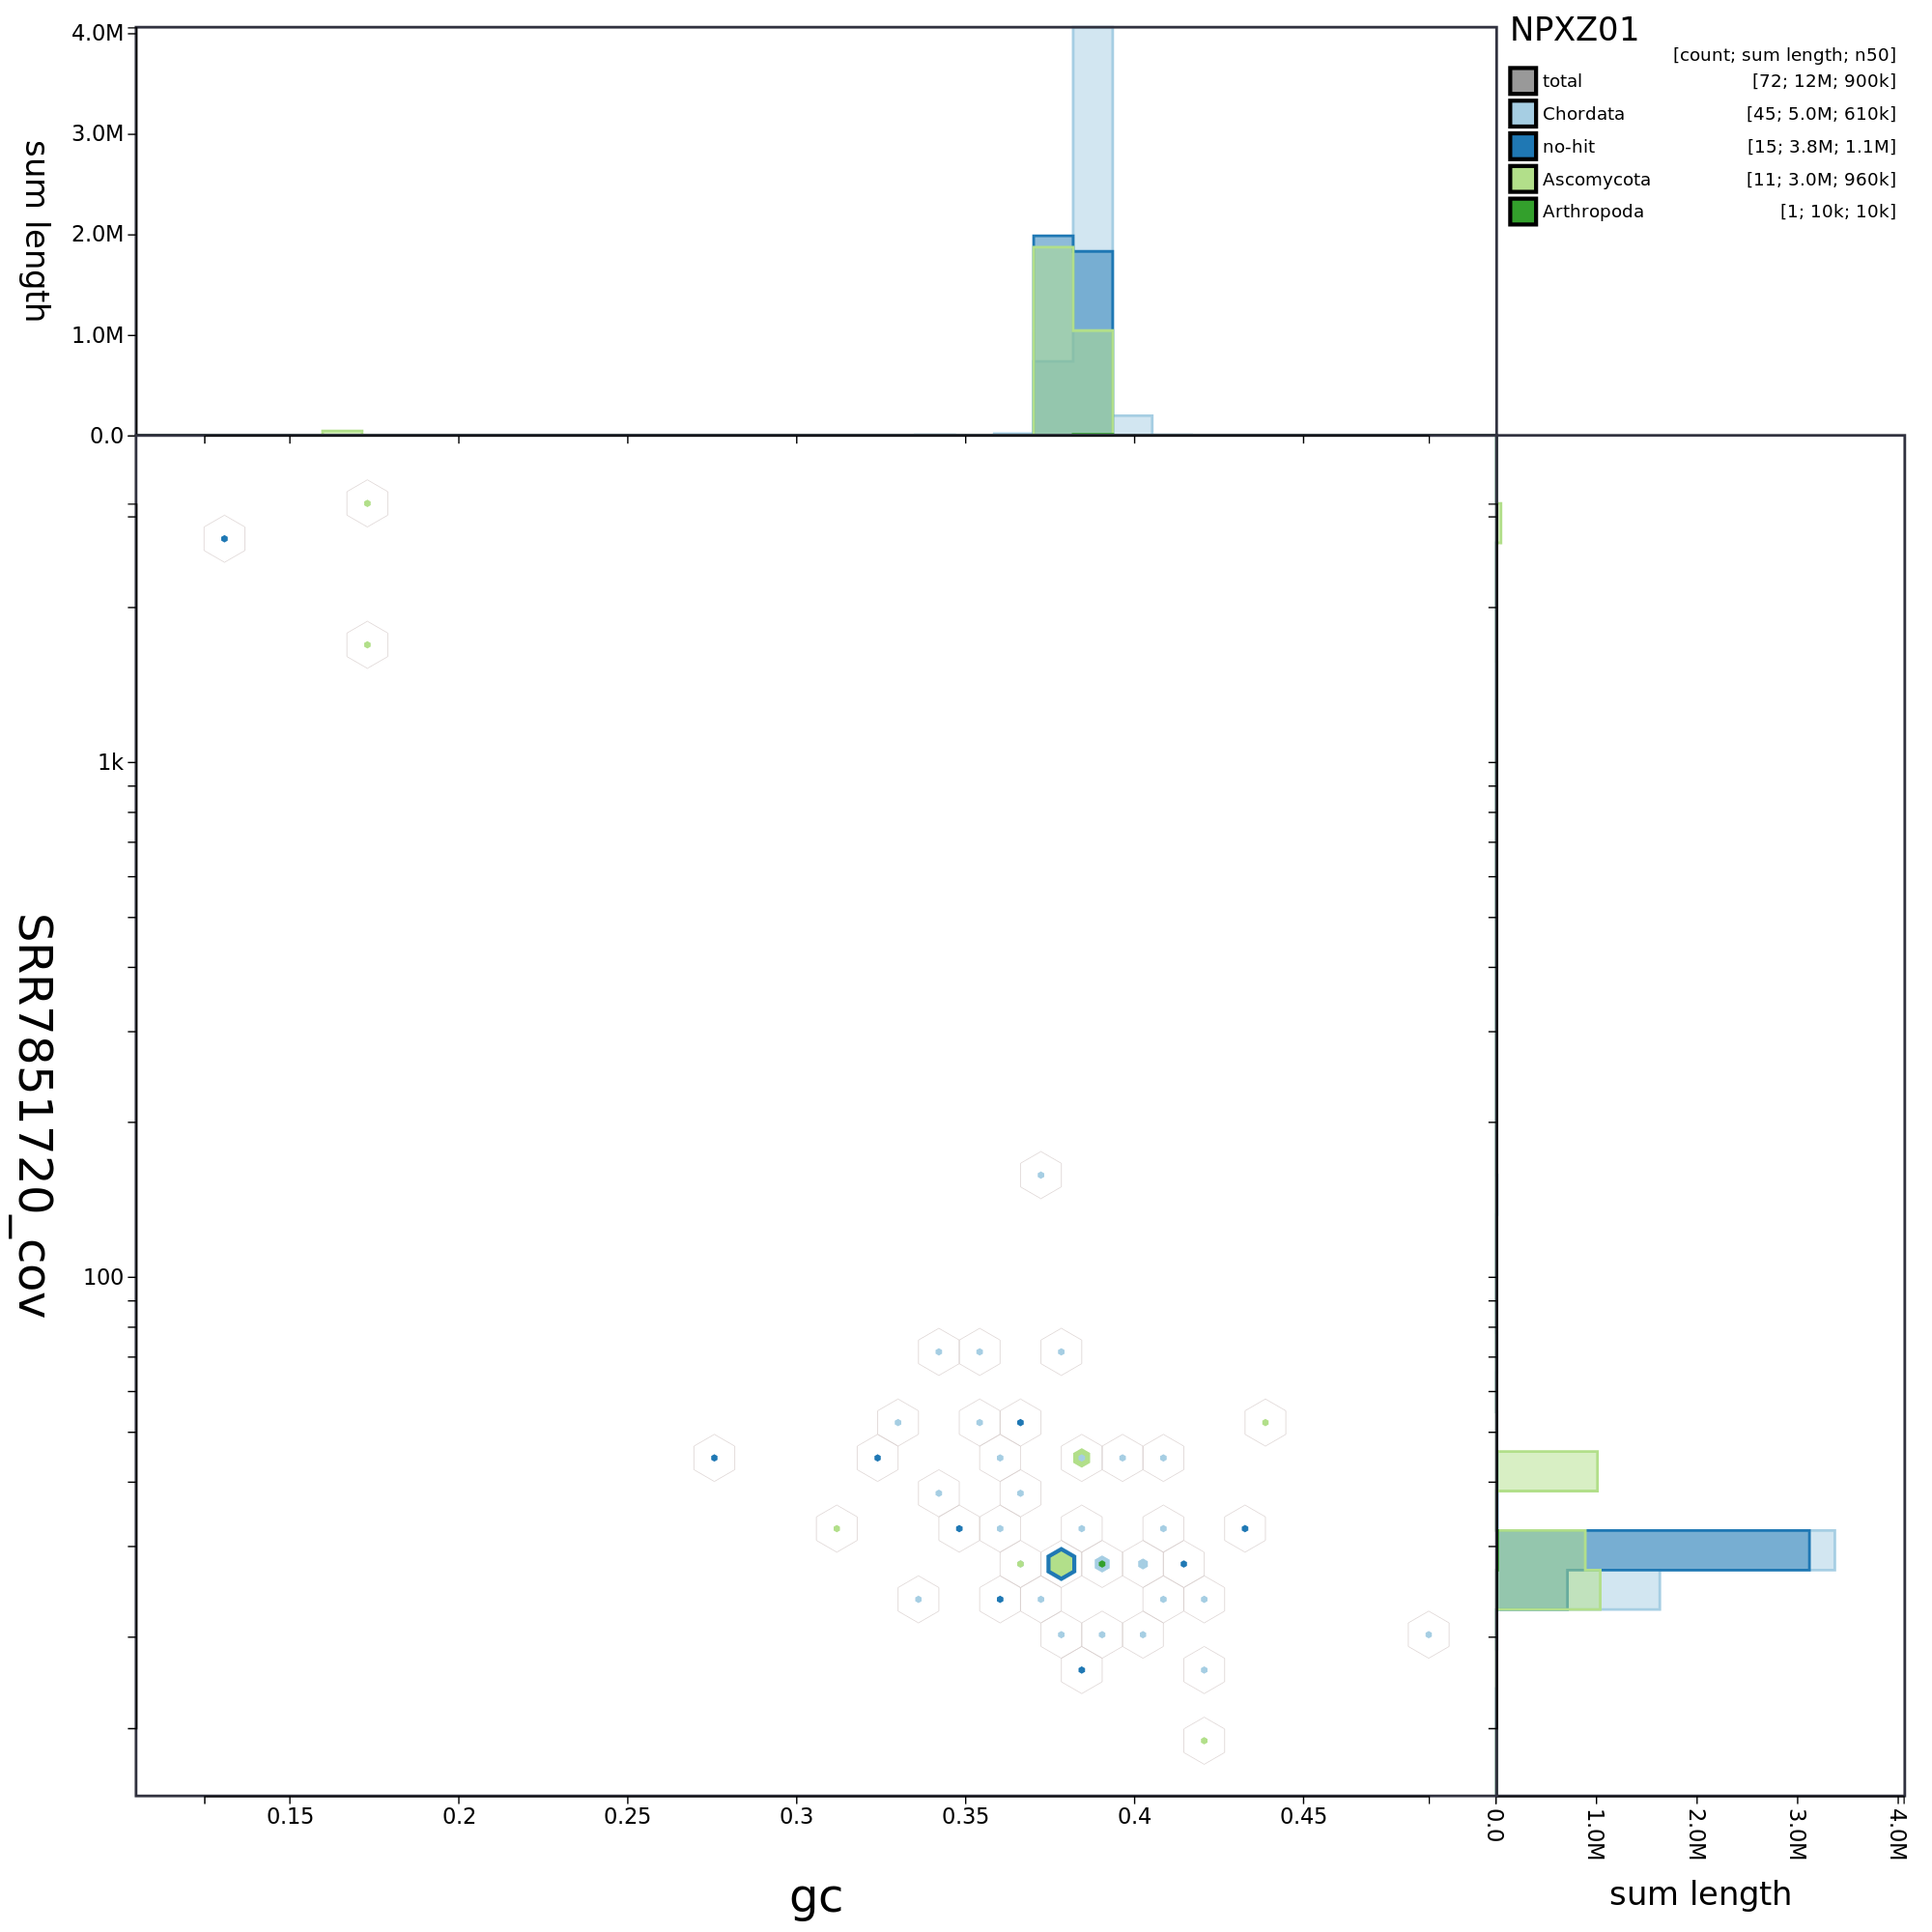 NPXZ01
[count; sum length; n50]
total [72; 12M; 900k]
Chordata [45; 5.0M; 610k]
no-hit [15; 3.8M; 1.1M]
Ascomycota [11; 3.0M; 960k]
Arthropoda [1; 10k; 10k]
4.0M
3.0M
2.0M
1.0M
0.0
sum length
1k
100
SRR7851720_cov
0.15 0.2 0.25 0.3 0.35 0.4 0.45
gc
0.0 1.0M 2.0M 3.0M 4.0M
sum length